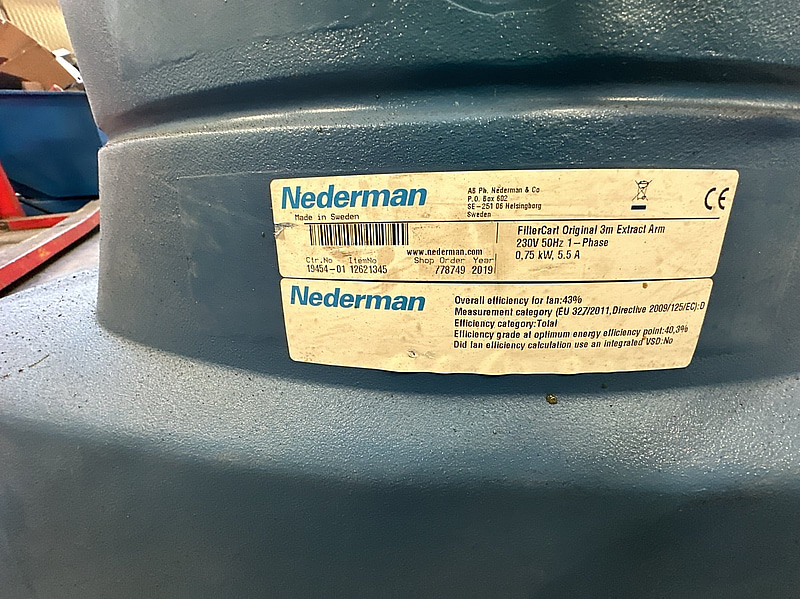 Nederman
AB Ph. Nederman & Co
P.O. Box 602
SE-251 06 Helsingborg
Sweden
CE
Made in Sweden
www.nederman.com
Ctr.No ItemNo Shop Order Year
19454-01 12621345 778749 2019
FilterCart Original 3m Extract Arm
230V 50Hz 1-Phase
0,75 kW, 5.5 A
Nederman
Overall efficiency for fan:43%
Measurement category (EU 327/2011,Directive 2009/125/EC):D
Efficiency category:Total
Efficiency grade at optimum energy efficiency point:40,3%
Did fan efficiency calculation use an integrated VSD:No